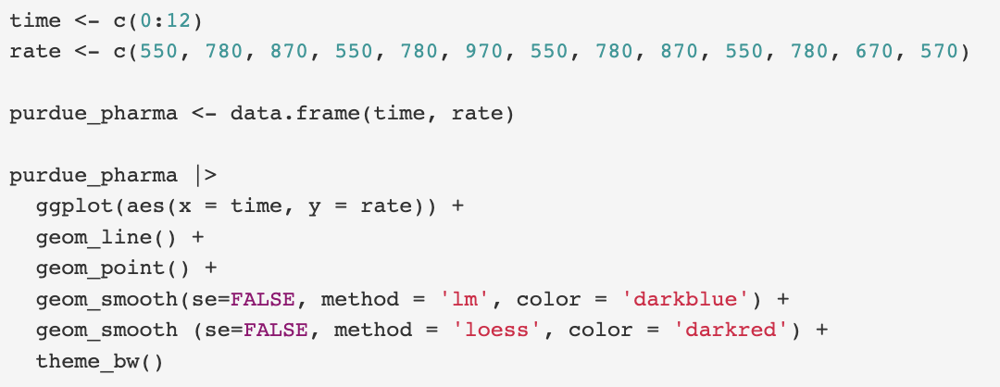 time <- c(0:12)
rate <- c(550, 780, 870, 550, 780, 970, 550, 780, 870, 550, 780, 670, 570)
purdue_pharma <- data.frame(time, rate)
purdue_pharma |>
  ggplot(aes(x = time, y = rate)) +
  geom_line() +
  geom_point() +
  geom_smooth(se=FALSE, method = 'lm', color = 'darkblue') +
  geom_smooth (se=FALSE, method = 'loess', color = 'darkred') +
  theme_bw()